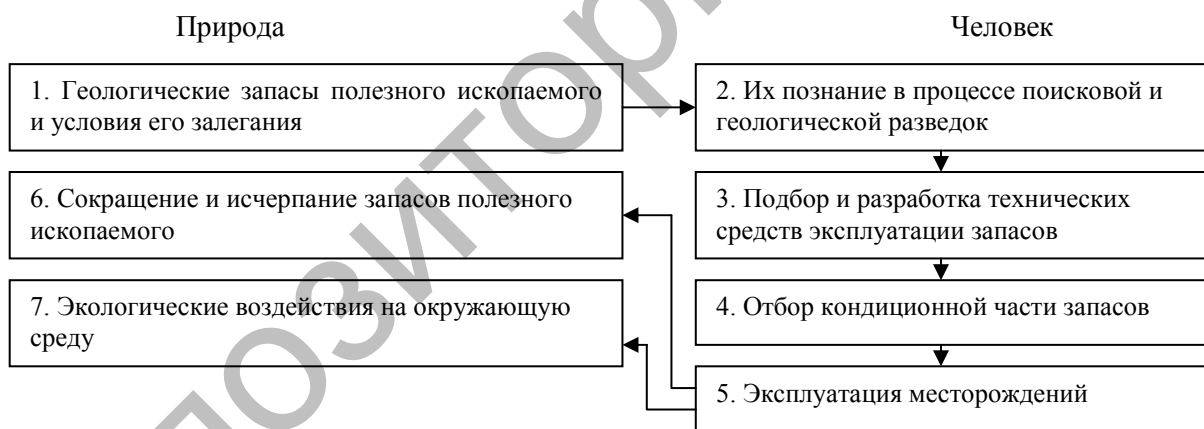 Природа
Человек
1. Геологические запасы полезного ископаемого
и условия его залегания
2. Их познание в процессе поисковой и
геологической разведок
6. Сокращение и исчерпание запасов полезного
ископаемого
3. Подбор и разработка технических
средств эксплуатации запасов
7. Экологические воздействия на окружающую
среду
4. Отбор кондиционной части запасов
5. Эксплуатация месторождений
позитор